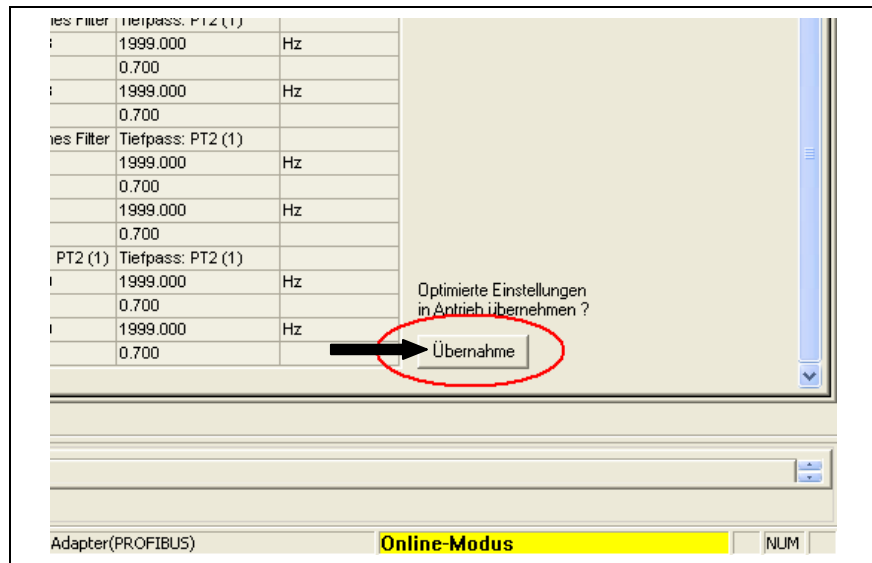 Tiefpass: PT2 (1)
1999.000 Hz
0.700
1999.000 Hz
0.700
nes Filter Tiefpass: PT2 (1)
1999.000 Hz
0.700
1999.000 Hz
0.700
PT2 (1) Tiefpass: PT2 (1)
1999.000 Hz
0.700
1999.000 Hz
0.700
Optimierte Einstellungen
in Antrieb übernehmen ?
Übernahme
Adapter(PROFIBUS) Online-Modus NUM